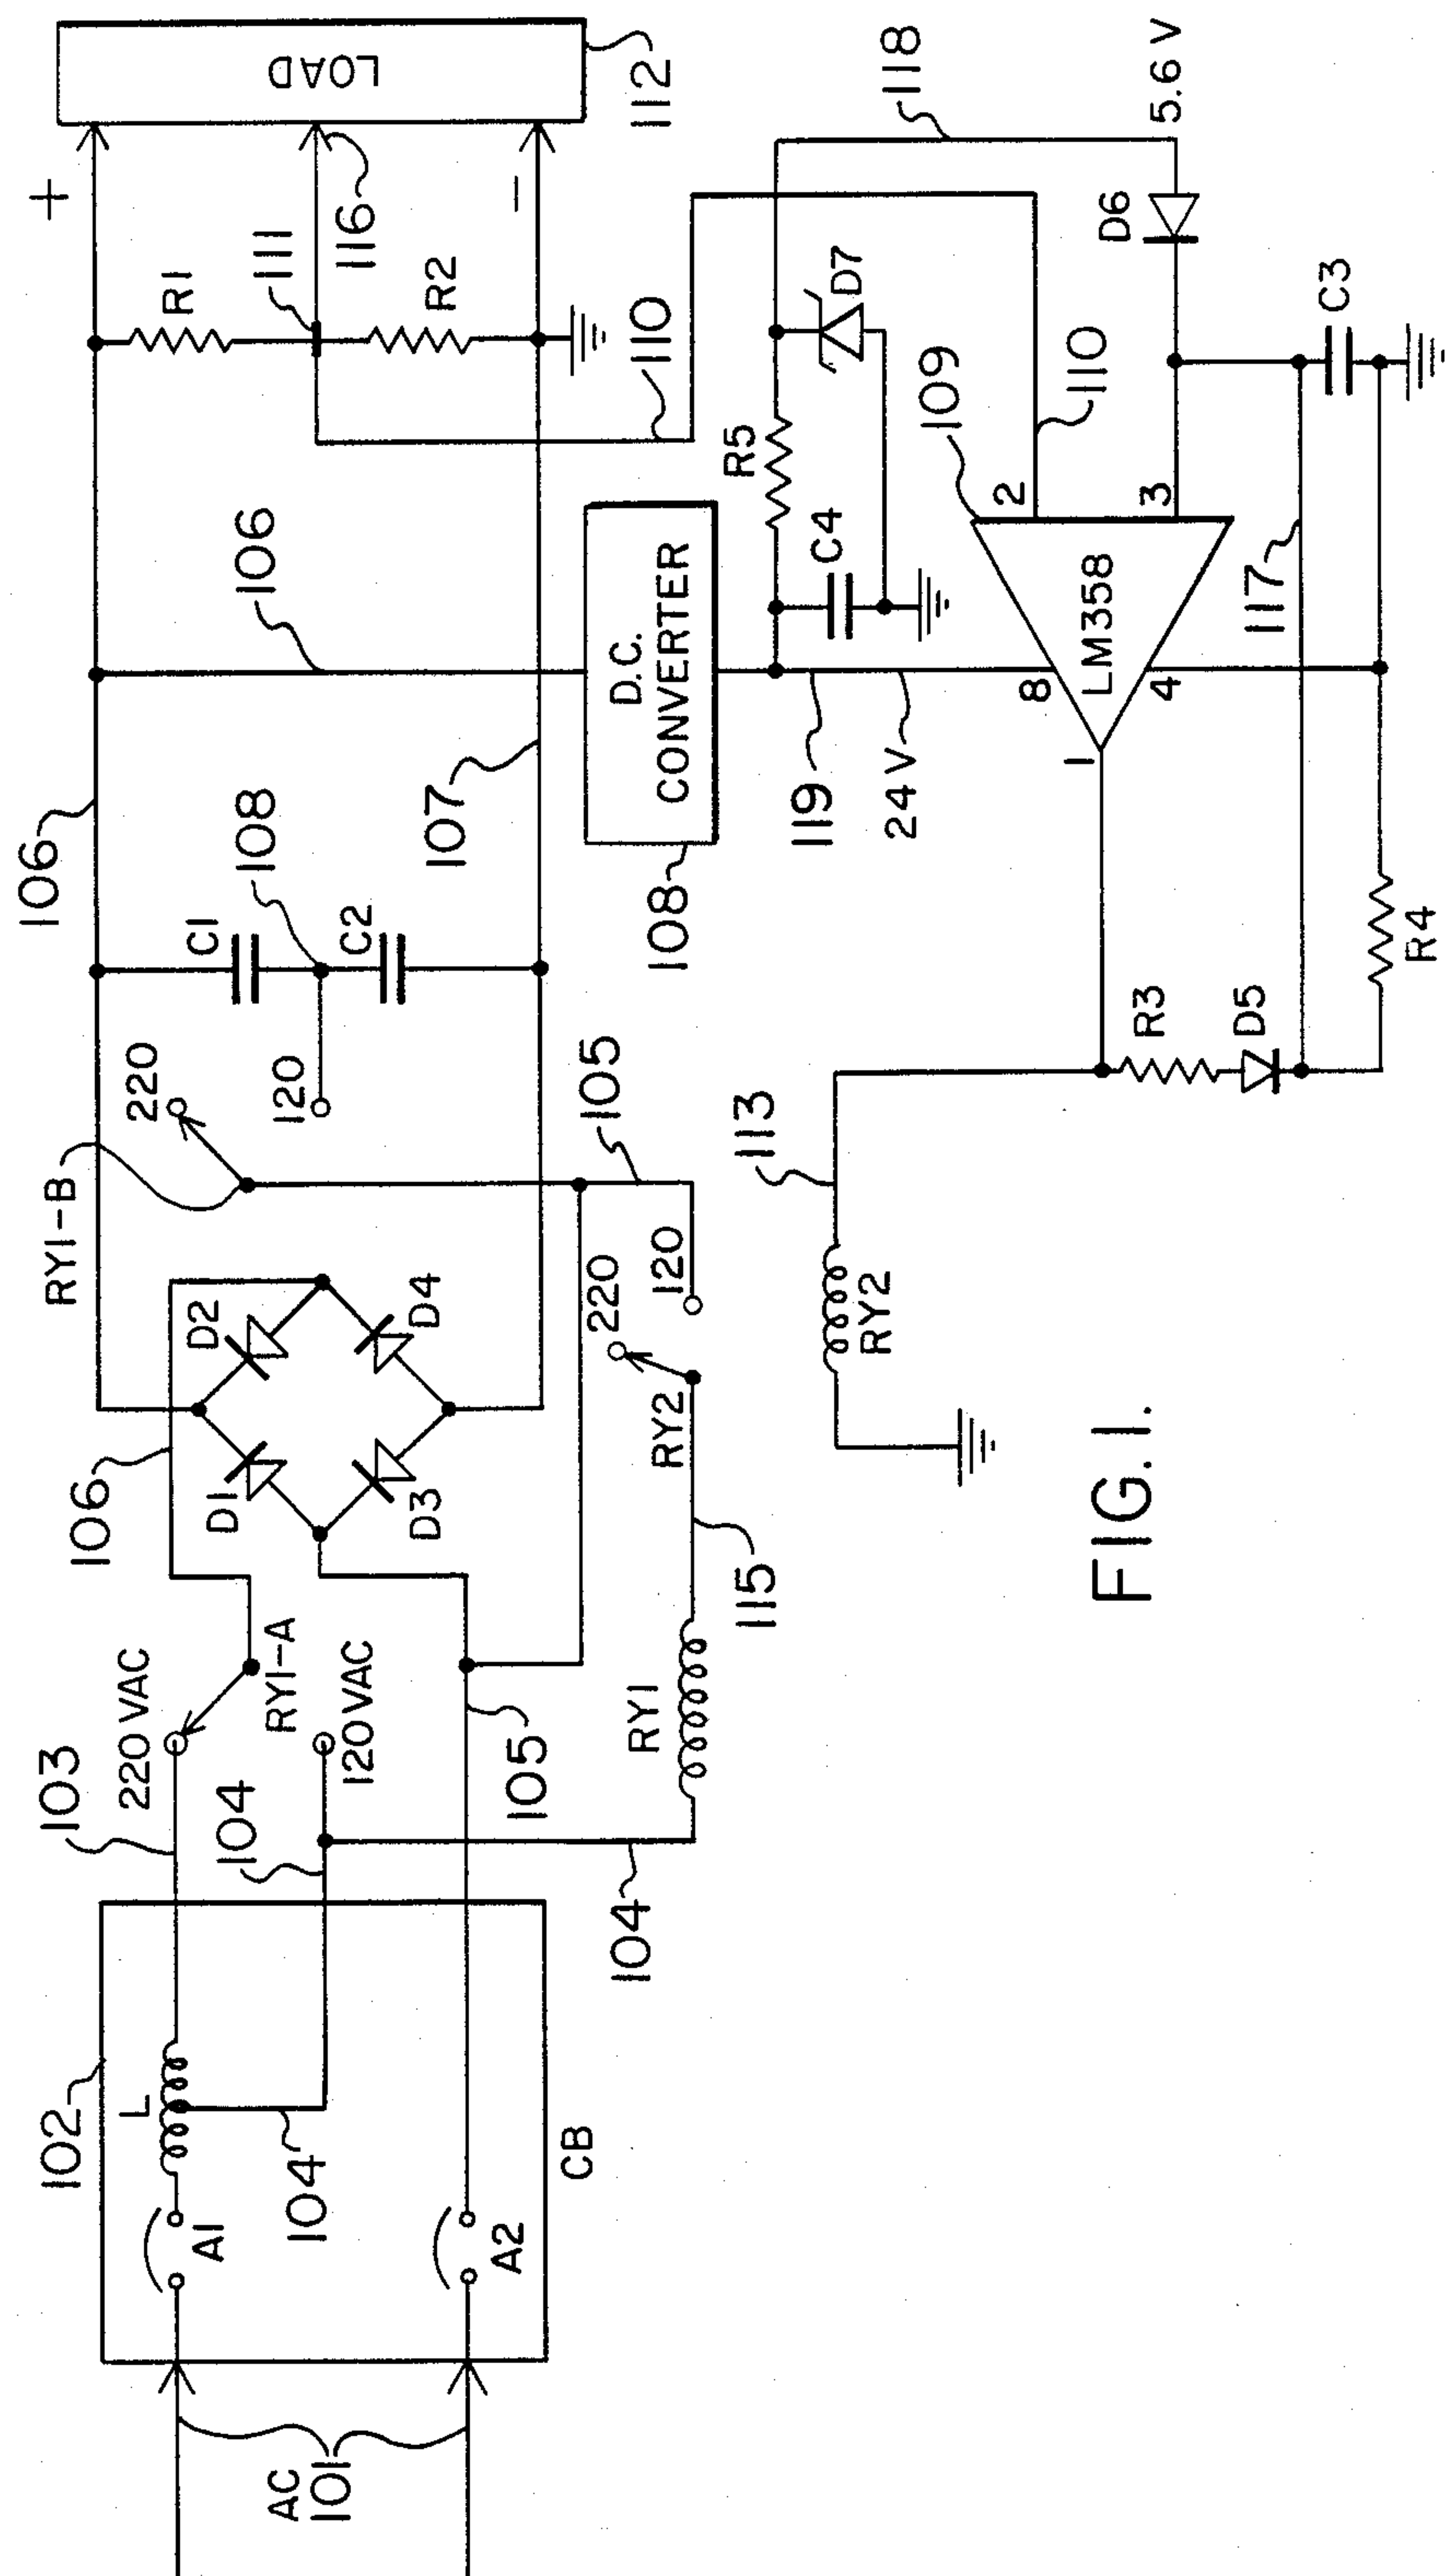 AC
101
102
L
A1
A2
CB
104
103
104
104
220 VAC
120 VAC
RY1-A
105
RY1
115
106
D1
D2
D3
D4
RY1-B
RY2
220
120
105
220
120
106
C1
108
C2
107
106
D.C.
CONVERTER
108
+
R1
111
116
R2
-
LOAD
112
110
R5
C4
D7
118
119
24 V
109
110
2
3
8
4
1
LM358
D6
5.6 V
C3
117
R3
D5
R4
113
RY2
FIG. 1.